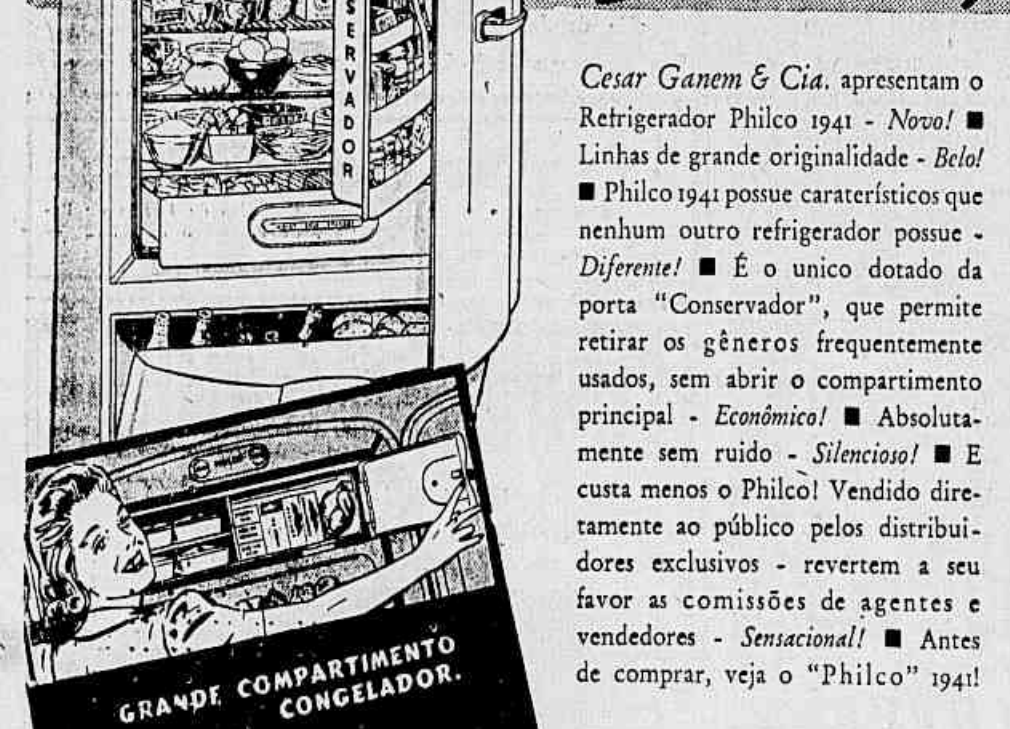 SERVADOR
Cesar Ganem & Cia. apresentam o
Refrigerador Philco 1941 - Novo! ■
Linhas de grande originalidade - Belo!
■ Philco 1941 possue caraterísticos que
nenhum outro refrigerador possue -
Diferente! ■ É o unico dotado da
porta "Conservador", que permite
retirar os gêneros frequentemente
usados, sem abrir o compartimento
principal - Econômico! ■ Absoluta-
mente sem ruido - Silencioso! ■ E
custa menos o Philco! Vendido dire-
tamente ao público pelos distribui-
dores exclusivos - revertem a seu
favor as comissões de agentes e
vendedores - Sensacional! ■ Antes
de comprar, veja o "Philco" 1941!
GRANDE COMPARTIMENTO
CONGELADOR.